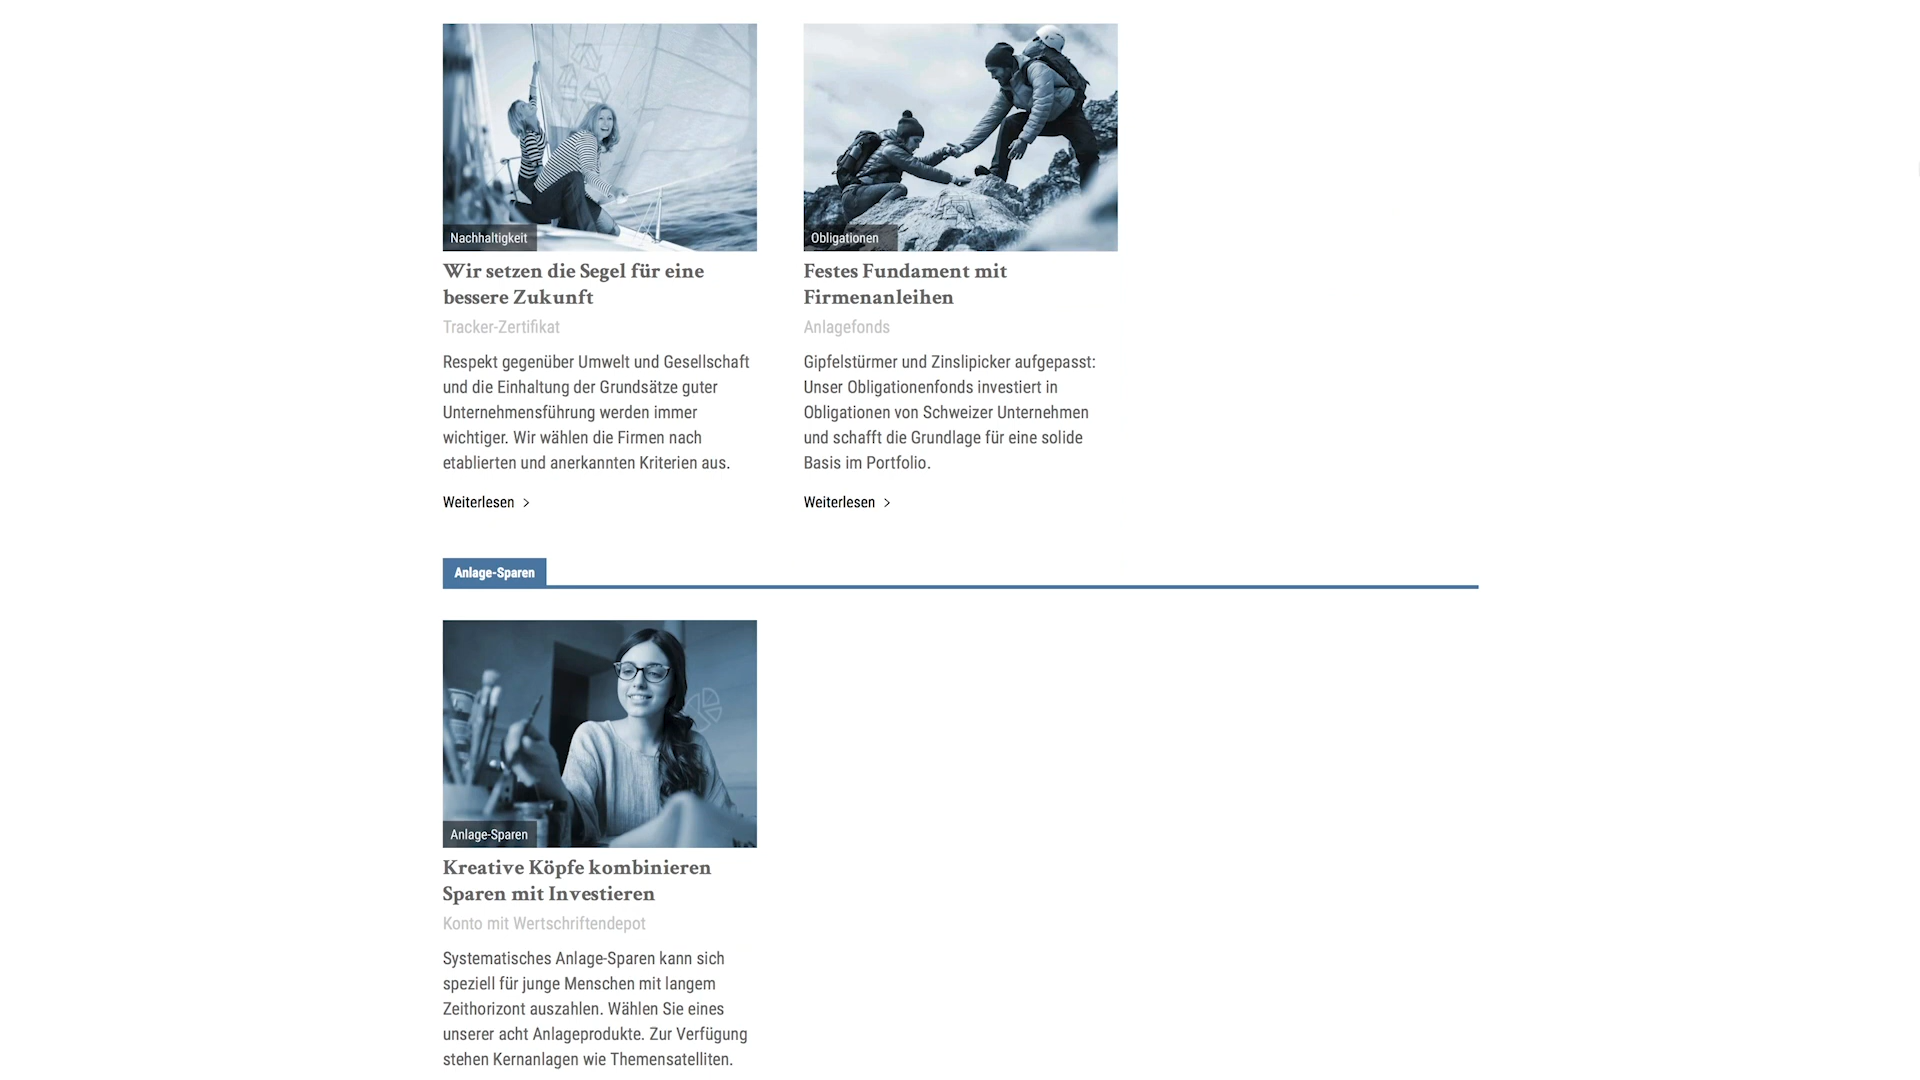 Nachhaltigkeit
Wir setzen die Segel für eine
bessere Zukunft
Tracker-Zertifikat
Respekt gegenüber Umwelt und Gesellschaft
und die Einhaltung der Grundsätze guter
Unternehmensführung werden immer
wichtiger. Wir wählen die Firmen nach
etablierten und anerkannten Kriterien aus.
Weiterlesen
Obligationen
Festes Fundament mit
Firmenanleihen
Anlagefonds
Gipfelstürmer und Zinslipicker aufgepasst:
Unser Obligationenfonds investiert in
Obligationen von Schweizer Unternehmen
und schafft die Grundlage für eine solide
Basis im Portfolio.
Weiterlesen
Anlage-Sparen
Anlage-Sparen
Kreative Köpfe kombinieren
Sparen mit Investieren
Konto mit Wertschriftendepot
Systematisches Anlage-Sparen kann sich
speziell für junge Menschen mit langem
Zeithorizont auszahlen. Wählen Sie eines
unserer acht Anlageprodukte. Zur Verfügung
stehen Kernanlagen wie Themensatelliten.